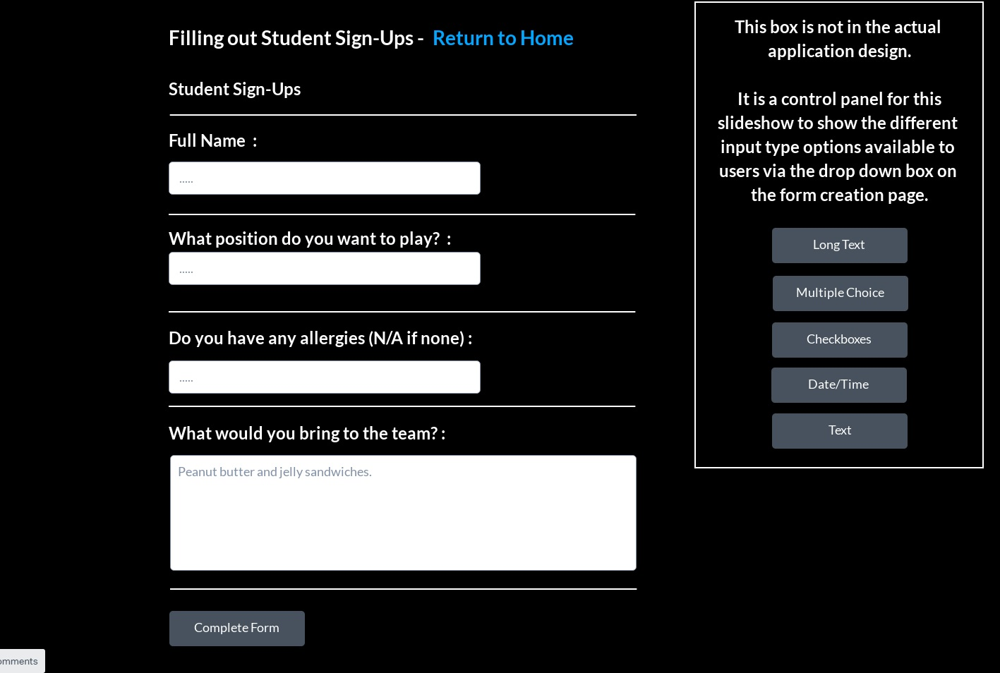 Filling out Student Sign-Ups - Return to Home
Student Sign-Ups
Full Name :
.....
What position do you want to play? :
.....
Do you have any allergies (N/A if none) :
.....
What would you bring to the team? :
Peanut butter and jelly sandwiches.
Complete Form
omments
This box is not in the actual
application design.
It is a control panel for this
slideshow to show the different
input type options available to
users via the drop down box on
the form creation page.
Long Text
Multiple Choice
Checkboxes
Date/Time
Text